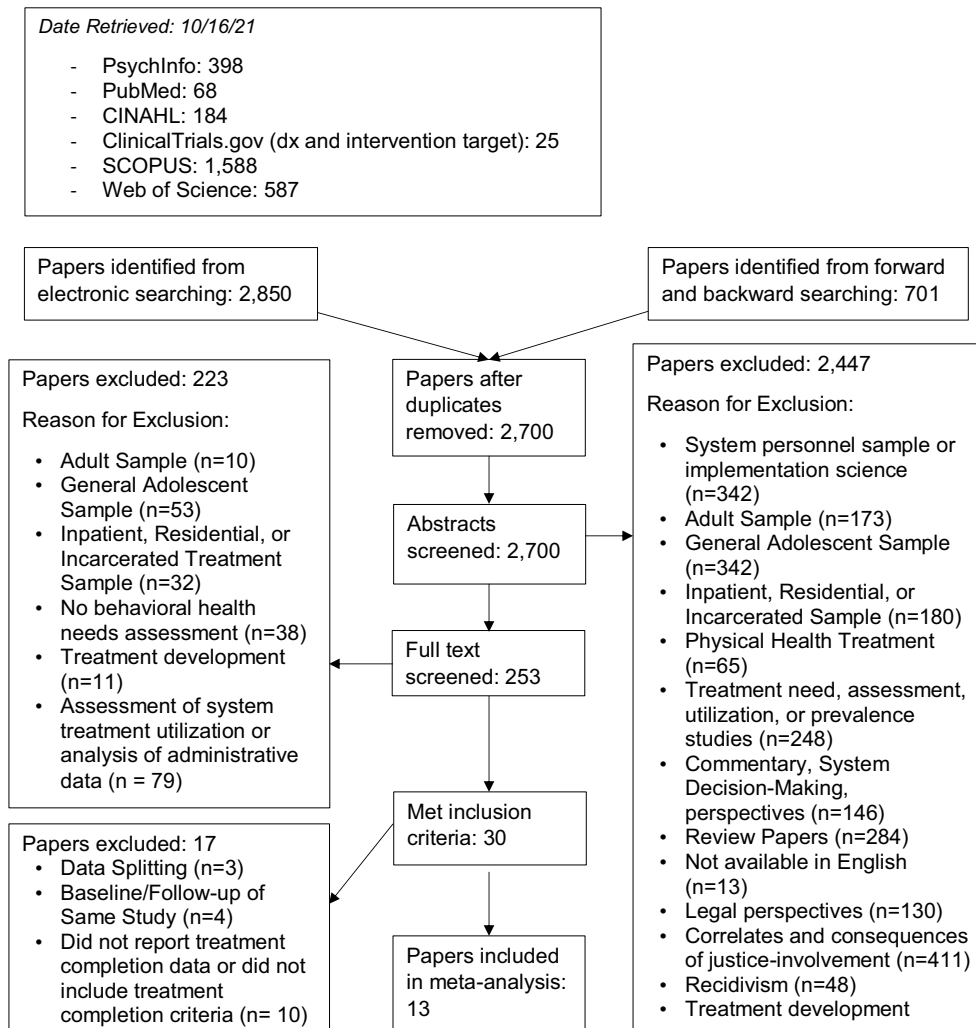 Date Retrieved: 10/16/21
- PsychInfo: 398
- PubMed: 68
- CINAHL: 184
- ClinicalTrials.gov (dx and intervention target): 25
- SCOPUS: 1,588
- Web of Science: 587
Papers identified from
electronic searching: 2,850
Papers identified from forward
and backward searching: 701
Papers after
duplicates
removed: 2,700
Abstracts
screened: 2,700
Papers excluded: 2,447
Reason for Exclusion:
• System personnel sample or
implementation science
(n=342)
• Adult Sample (n=173)
• General Adolescent Sample
(n=342)
• Inpatient, Residential, or
Incarcerated Sample (n=180)
• Physical Health Treatment
(n=65)
• Treatment need, assessment,
utilization, or prevalence
studies (n=248)
• Commentary, System
Decision-Making,
perspectives (n=146)
• Review Papers (n=284)
• Not available in English
(n=13)
• Legal perspectives (n=130)
• Correlates and consequences
of justice-involvement (n=411)
• Recidivism (n=48)
• Treatment development
Full text
screened: 253
Papers excluded: 223
Reason for Exclusion:
• Adult Sample (n=10)
• General Adolescent
Sample (n=53)
• Inpatient, Residential, or
Incarcerated Treatment
Sample (n=32)
• No behavioral health
needs assessment (n=38)
• Treatment development
(n=11)
• Assessment of system
treatment utilization or
analysis of administrative
data (n = 79)
Met inclusion
criteria: 30
Papers excluded: 17
• Data Splitting (n=3)
• Baseline/Follow-up of
Same Study (n=4)
• Did not report treatment
completion data or did not
include treatment
completion criteria (n= 10)
Papers included
in meta-analysis:
13